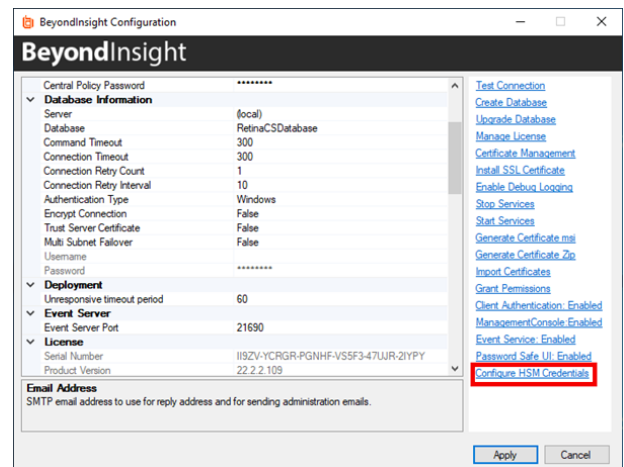 BeyondInsight Configuration
BeyondInsight
Central Policy Password ********
Database Information
Server (local)
Database RetinaCSDatabase
Command Timeout 300
Connection Timeout 300
Connection Retry Count 1
Connection Retry Interval 10
Authentication Type Windows
Encrypt Connection False
Trust Server Certificate False
Multi Subnet Failover False
Username
Password ********
Deployment
Unresponsive timeout period 60
Event Server
Event Server Port 21690
License
Serial Number II9ZV-YCRGR-PGNHF-VS5F3-47UJR-2IYPY
Product Version 22.2.2.109
Email Address
SMTP email address to use for reply address and for sending administration emails.
Test Connection
Create Database
Upgrade Database
Manage License
Certificate Management
Install SSL Certificate
Enable Debug Logging
Stop Services
Start Services
Generate Certificate msi
Generate Certificate Zip
Import Certificates
Grant Permissions
Client Authentication: Enabled
ManagementConsole:Enabled
Event Service: Enabled
Password Safe UI: Enabled
Configure HSM Credentials
Apply Cancel